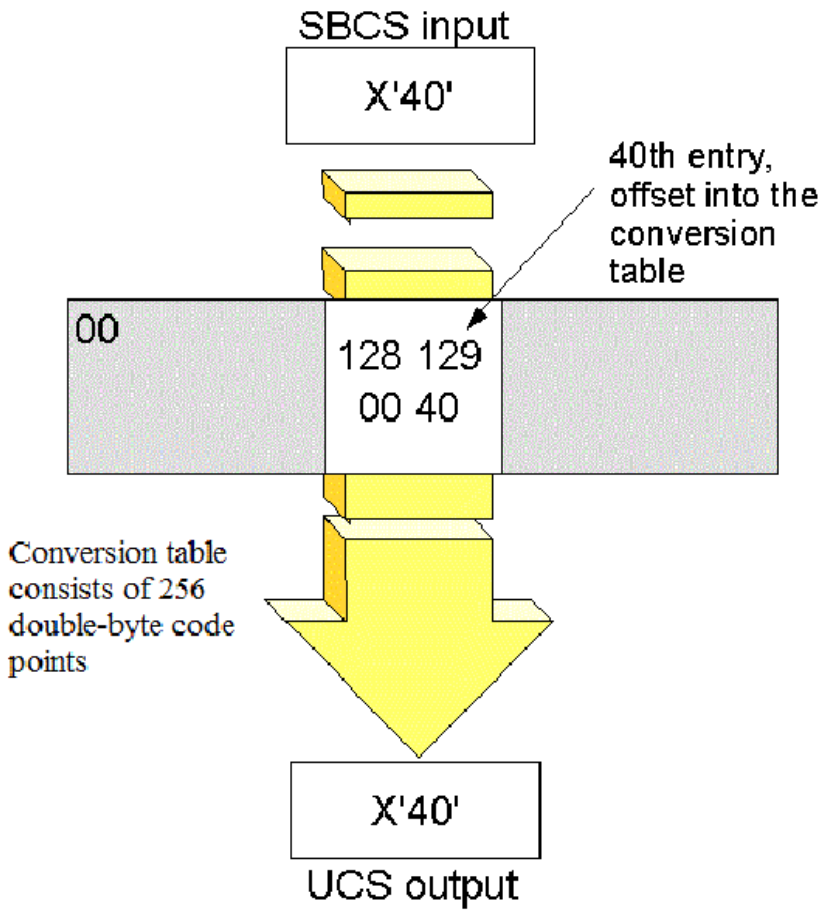 SBCS input
X'40'
40th entry,
offset into the
conversion
table
00
128 129
00 40
Conversion table
consists of 256
double-byte code
points
X'40'
UCS output